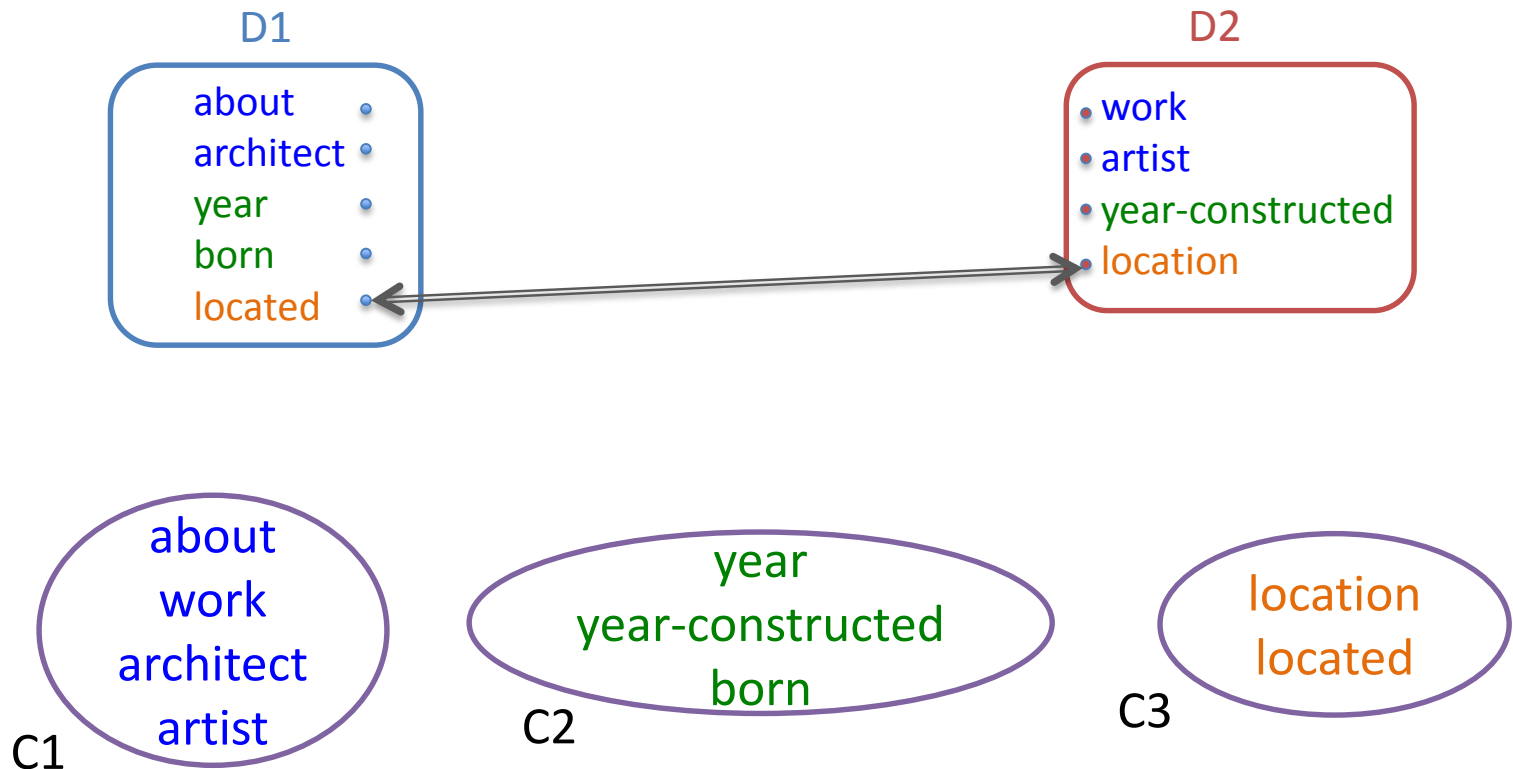 D1
about
architect
year
born
located
D2
work
artist
year-constructed
location
about
work
architect
artist
C1
year
year-constructed
born
C2
location
located
C3